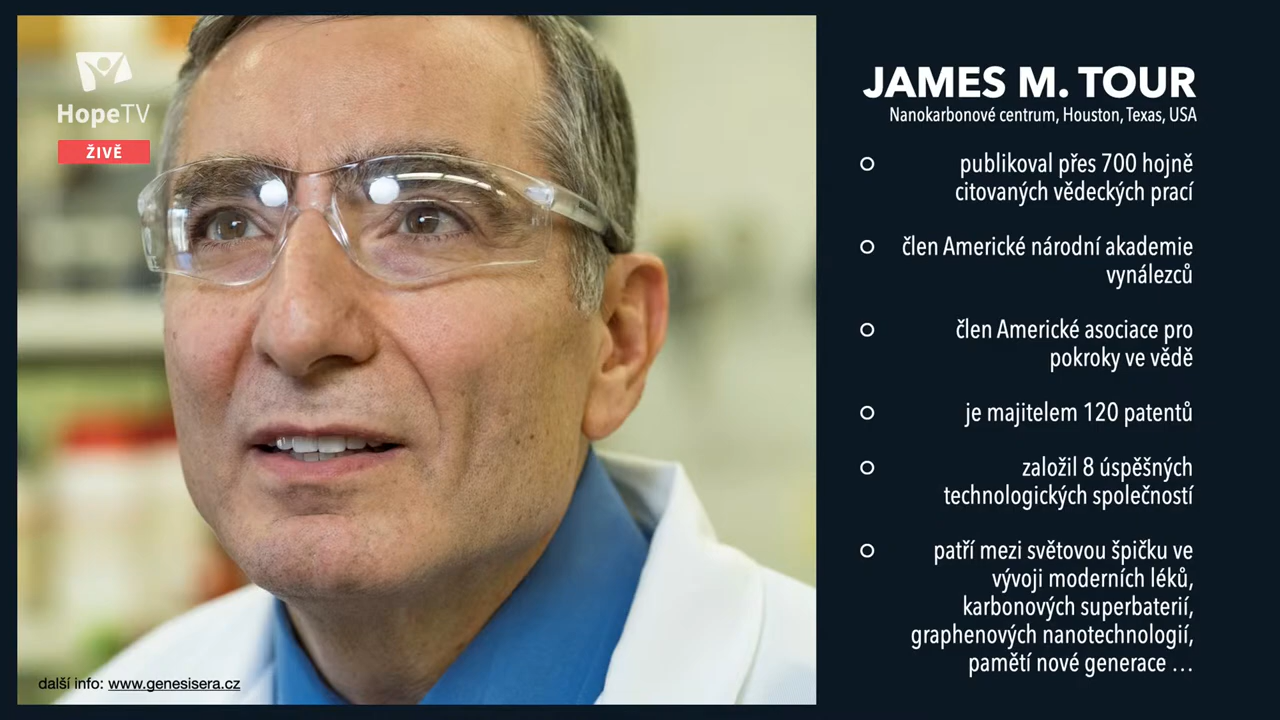 HopeTV
ŽIVĚ
JAMES M. TOUR
Nanokarbonové centrum, Houston, Texas, USA
publikoval přes 700 hojně
citovaných vědeckých prací
člen Americké národní akademie
vynálezců
člen Americké asociace pro
pokroky ve vědě
je majitelem 120 patentů
založil 8 úspěšných
technologických společností
patří mezi světovou špičku ve
vývoji moderních léků,
karbonových superbaterií,
graphenových nanotechnologií,
pamětí nové generace …
další info: www.genesisera.cz